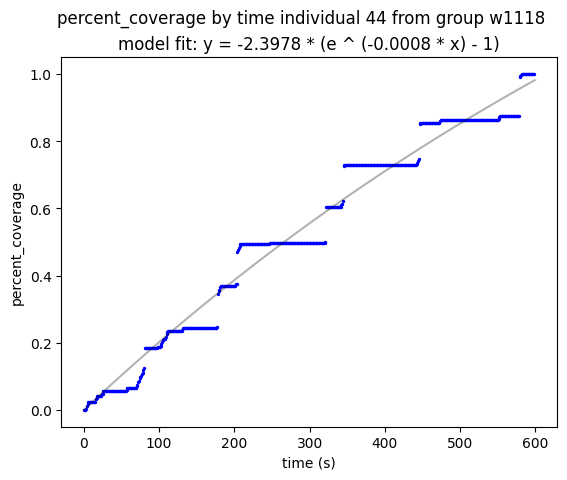 percent_coverage by time individual 44 from group w1118
model fit: y = -2.3978 * (e ^ (-0.0008 * x) - 1)
1.0
0.8
0.6
0.4
0.2
0.0
percent_coverage
0 100 200 300 400 500 600
time (s)